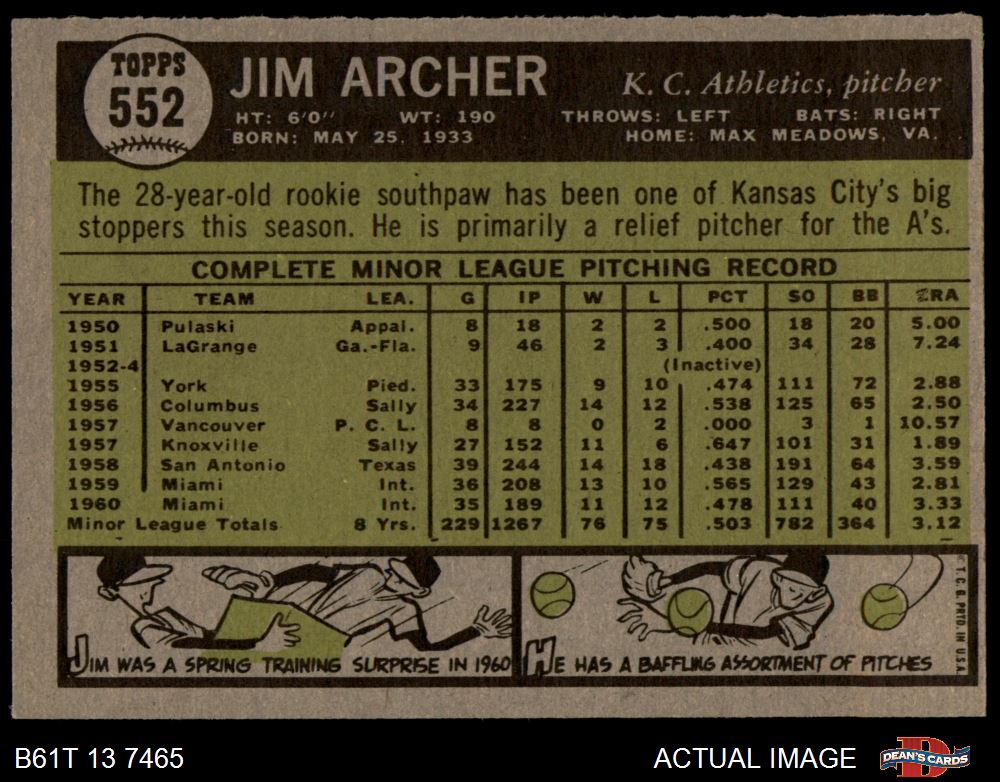 TOPPS
552
JIM ARCHER
K. C. Athletics, pitcher
HT: 6'0" WT: 190 THROWS: LEFT BATS: RIGHT
BORN: MAY 25, 1933 HOME: MAX MEADOWS, VA.
The 28-year-old rookie southpaw has been one of Kansas City's big
stoppers this season. He is primarily a relief pitcher for the A's.
COMPLETE MINOR LEAGUE PITCHING RECORD
YEAR TEAM LEA. G IP W L PCT SO BB ERA
1950 Pulaski Appal. 8 18 2 2 .500 18 20 5.00
1951 LaGrange Ga.-Fla. 9 46 2 3 .400 34 28 7.24
1952-4 (Inactive)
1955 York Pied. 33 175 9 10 .474 111 72 2.88
1956 Columbus Sally 34 227 14 12 .538 125 65 2.50
1957 Vancouver P. C. L. 8 8 0 2 .000 3 1 10.57
1957 Knoxville Sally 27 152 11 6 .647 101 31 1.89
1958 San Antonio Texas 39 244 14 18 .438 191 64 3.59
1959 Miami Int. 36 208 13 10 .565 129 43 2.81
1960 Miami Int. 35 189 11 12 .478 111 40 3.33
Minor League Totals 8 Yrs. 229 1267 76 75 .503 782 364 3.12
JIM WAS A SPRING TRAINING SURPRISE IN 1960
HE HAS A BAFFLING ASSORTMENT OF PITCHES
© T. C. G. PRTD. IN U.S.A.
B61T 13 7465
ACTUAL IMAGE
DEAN'S CARDS